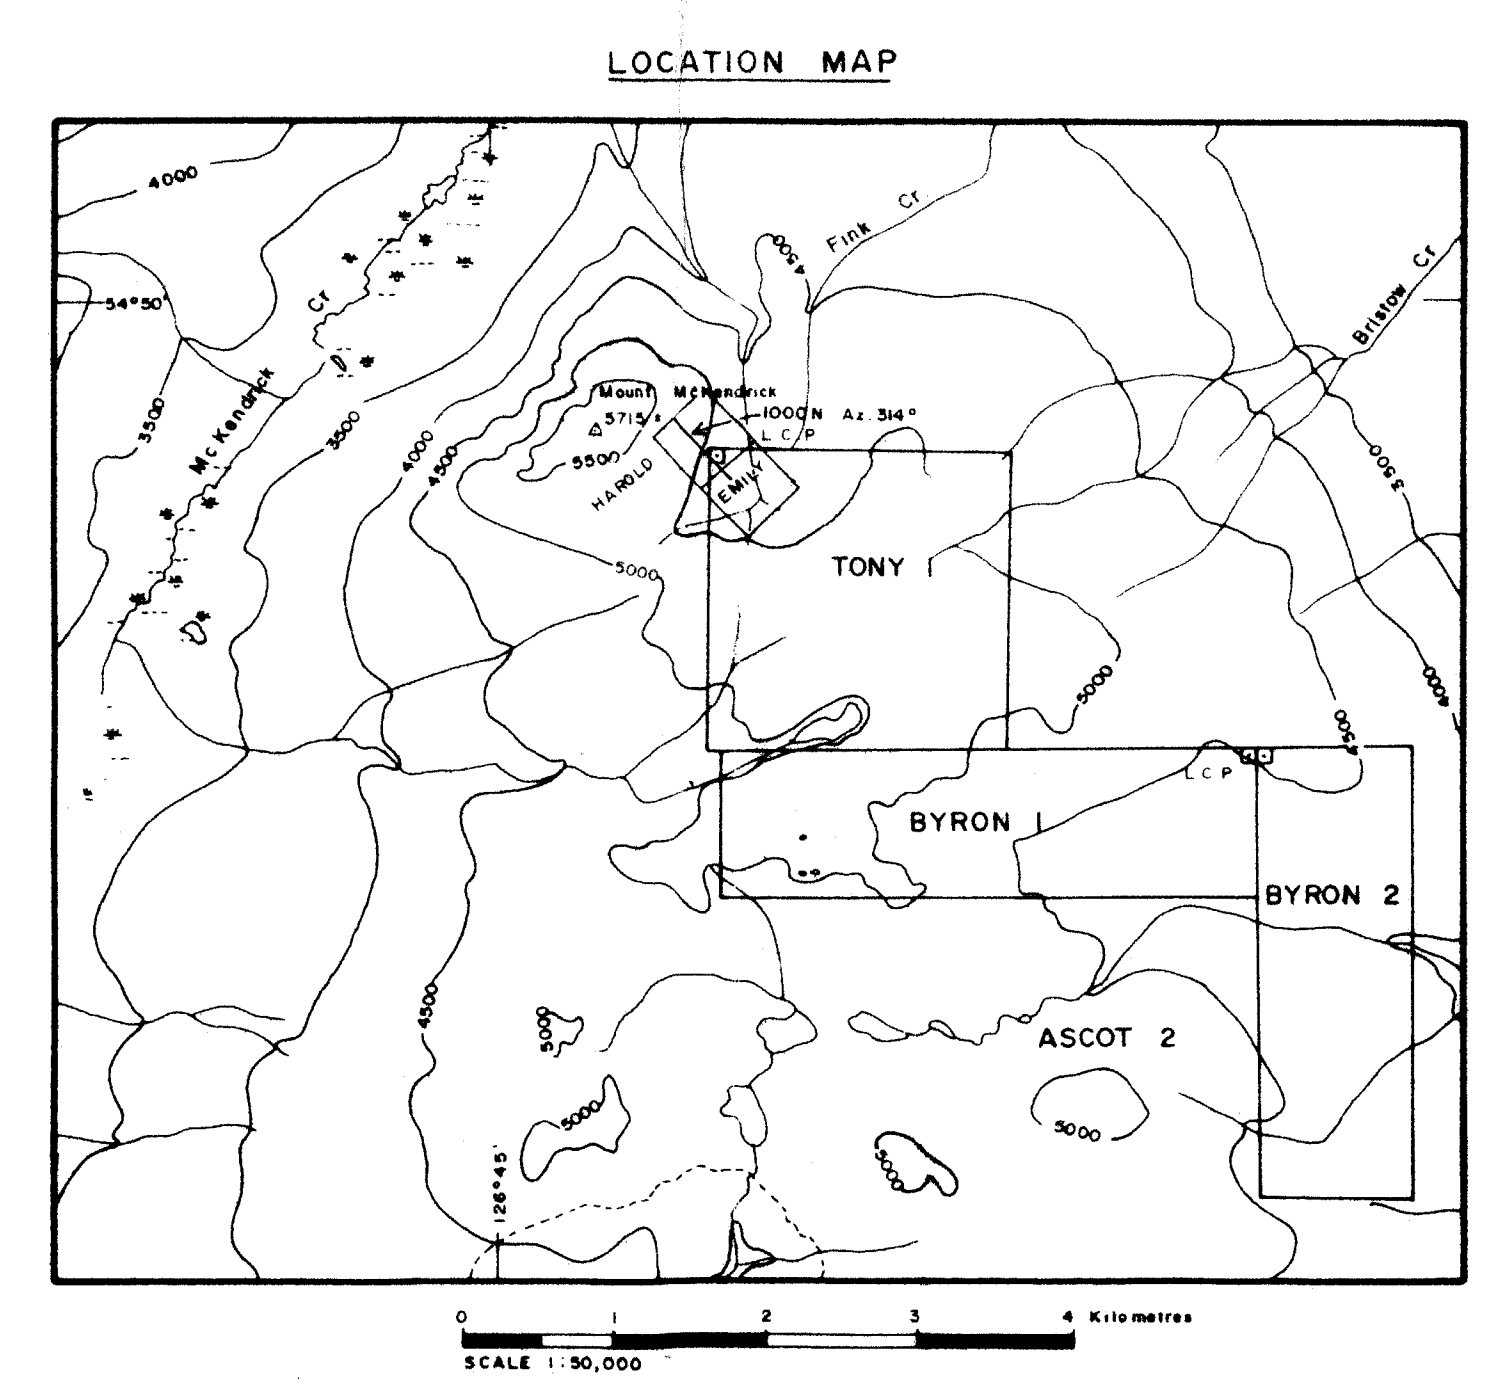 LOCATION MAP
4000
Fink Cr.
4500
54°50'
Cr
Bristow Cr
McKendrick
3500
3500
Mount McKendrick
1000N Az. 314°
5715'±
L C P
4000
4500
5500
HAROLD
EMILY
3500
5000
TONY 1
5000
4000
4500
L C P
BYRON 1
BYRON 2
4500
5000
ASCOT 2
5000
5000
5000
126°45'
0 1 2 3 4 Kilometres
SCALE 1:50,000